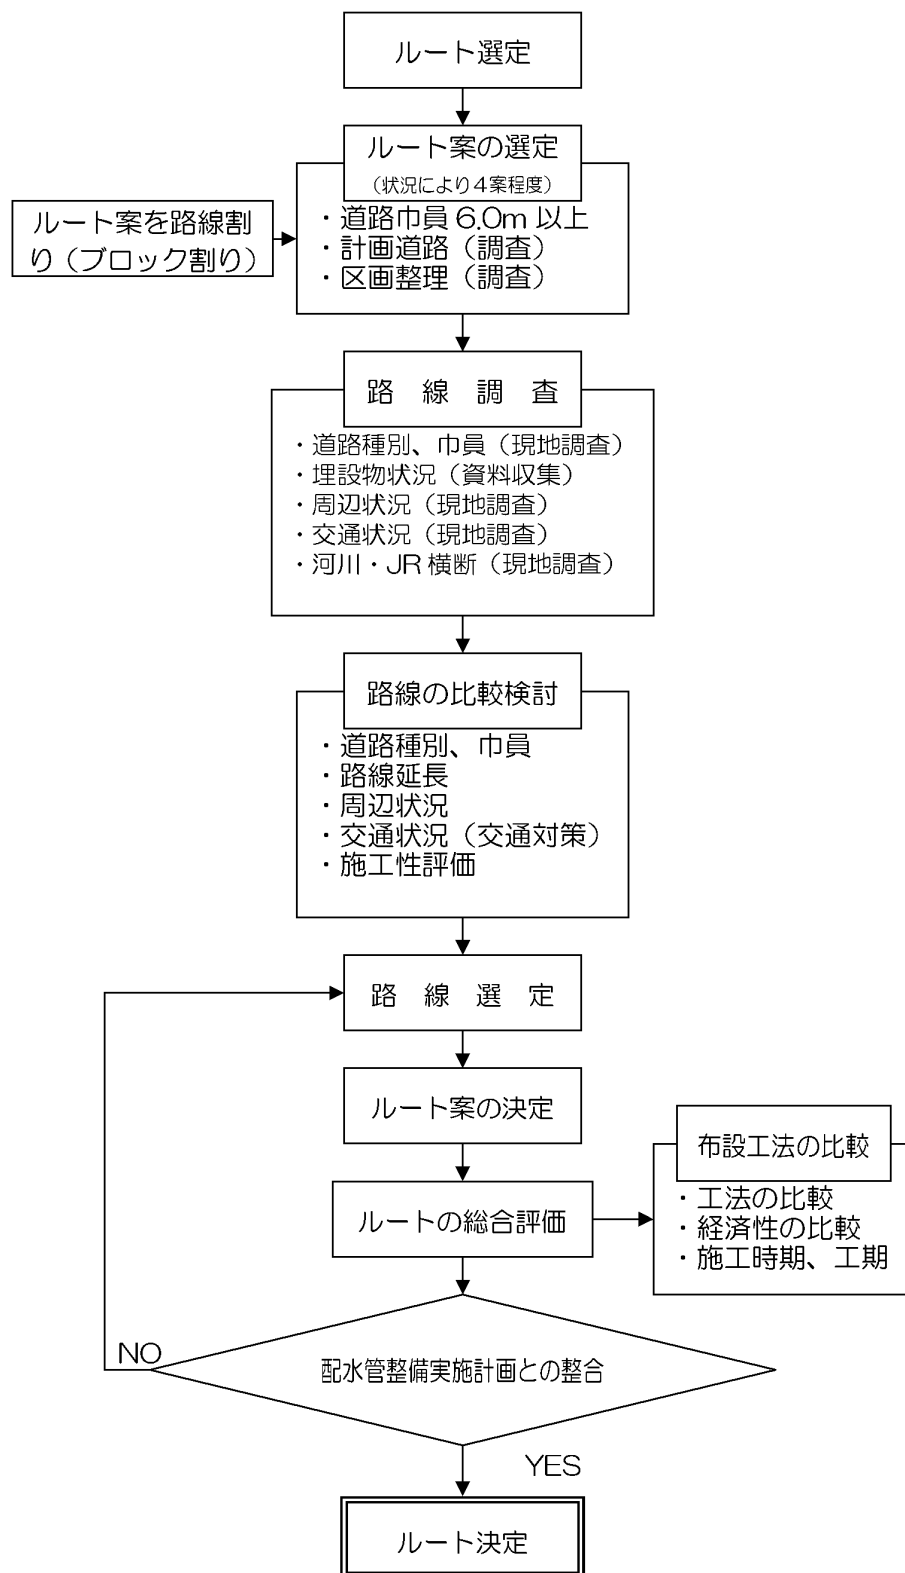 ルート選定
ルート案の選定
（状況により４案程度）
ルート案を路線割
り（ブロック割り）
・道路巾員 6.0m 以上
・計画道路（調査）
・区画整理（調査）
路　線　調　査
・道路種別、巾員（現地調査）
・埋設物状況（資料収集）
・周辺状況（現地調査）
・交通状況（現地調査）
・河川・JR 横断（現地調査）
路線の比較検討
・道路種別、巾員
・路線延長
・周辺状況
・交通状況（交通対策）
・施工性評価
路　線　選　定
ルート案の決定
布設工法の比較
・工法の比較
・経済性の比較
・施工時期、工期
ルートの総合評価
NO
配水管整備実施計画との整合
YES
ルート決定